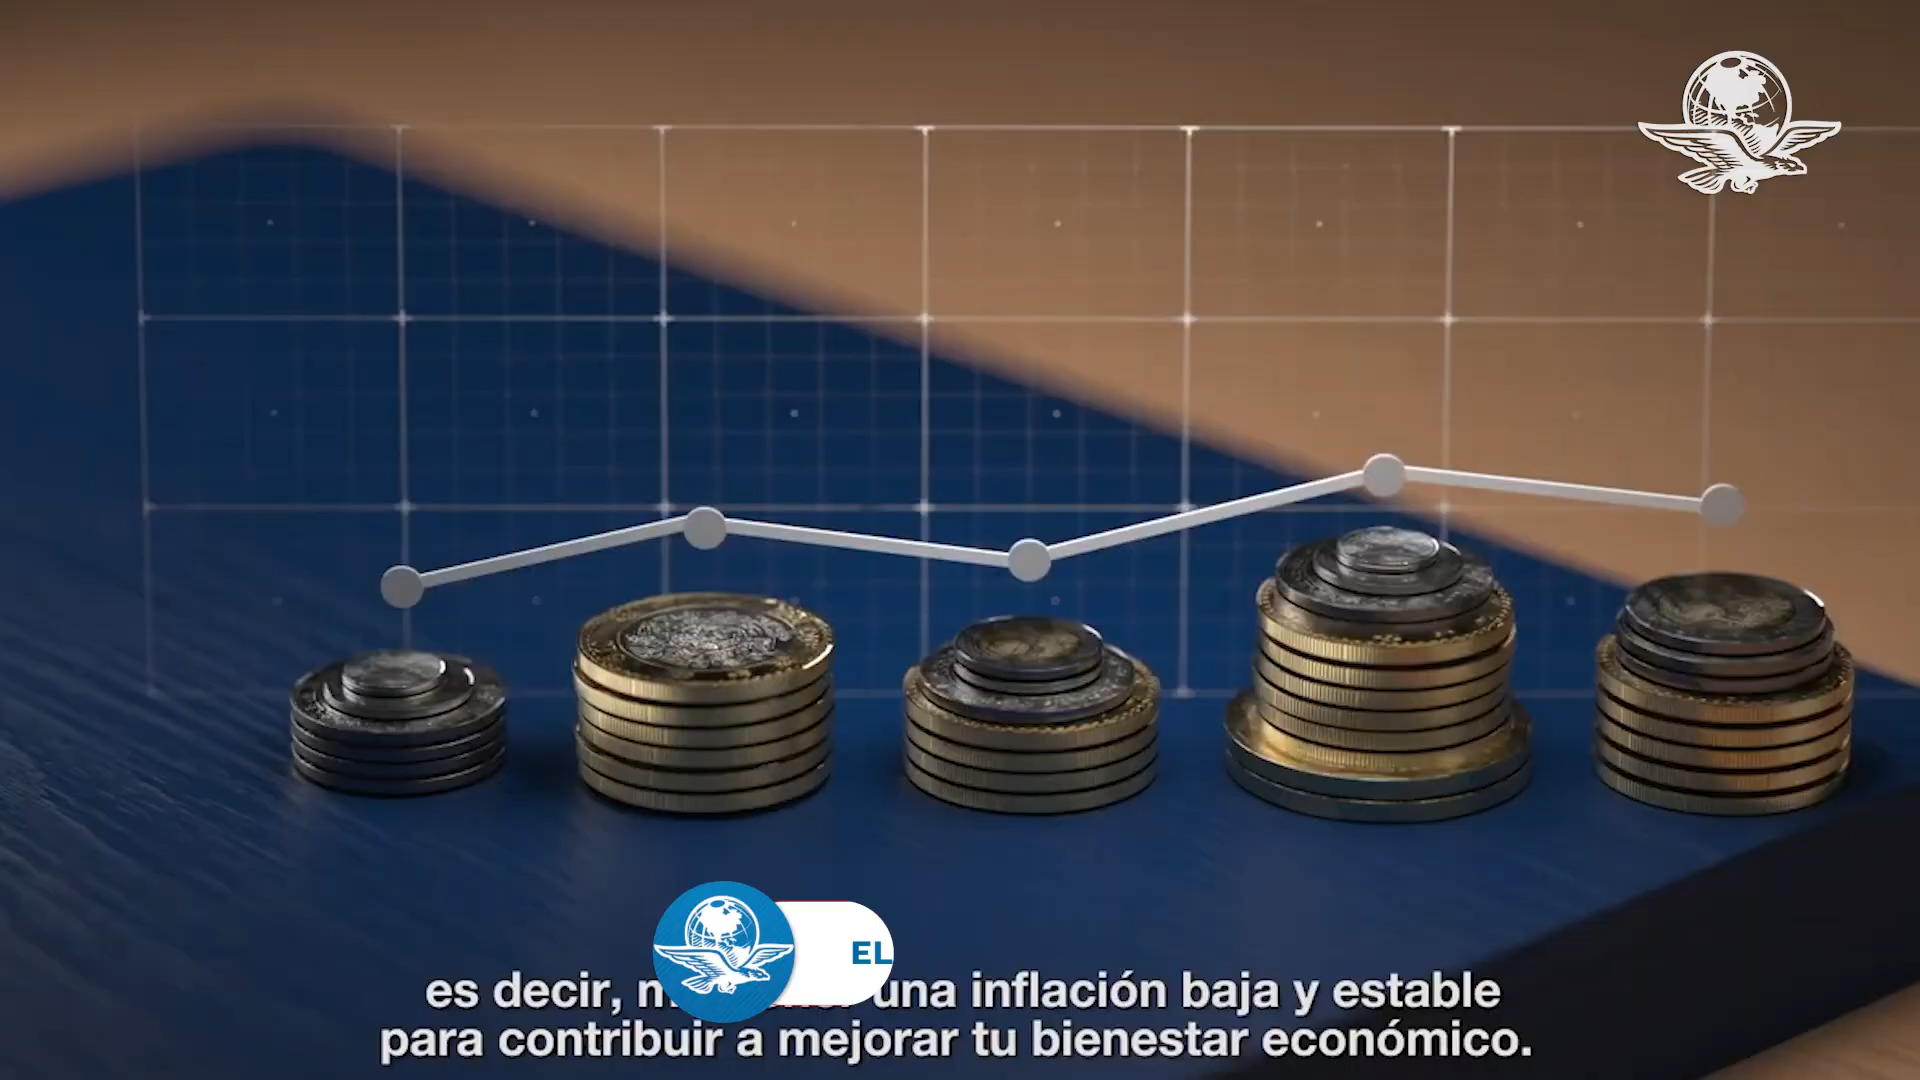 EL
es decir, una inflación baja y estable
para contribuir a mejorar tu bienestar económico.